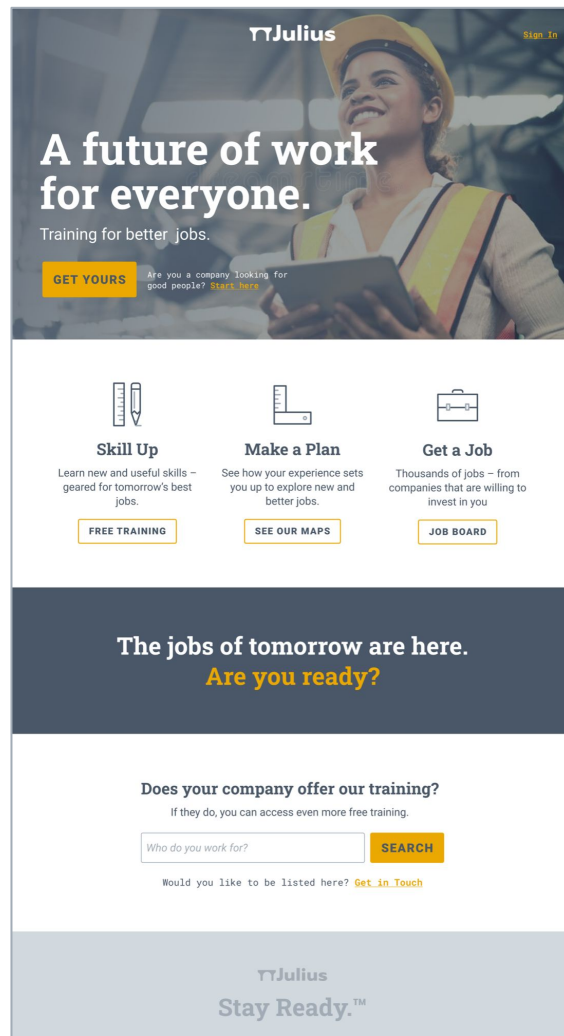 Julius
Sign In
A future of work
for everyone.
Training for better jobs.
GET YOURS
Are you a company looking for
good people? Start here
Skill Up
Learn new and useful skills –
geared for tomorrow's best
jobs.
FREE TRAINING
Make a Plan
See how your experience sets
you up to explore new and
better jobs.
SEE OUR MAPS
Get a Job
Thousands of jobs – from
companies that are willing to
invest in you
JOB BOARD
The jobs of tomorrow are here.
Are you ready?
Does your company offer our training?
If they do, you can access even more free training.
Who do you work for?
SEARCH
Would you like to be listed here? Get in Touch
Julius
Stay Ready.™